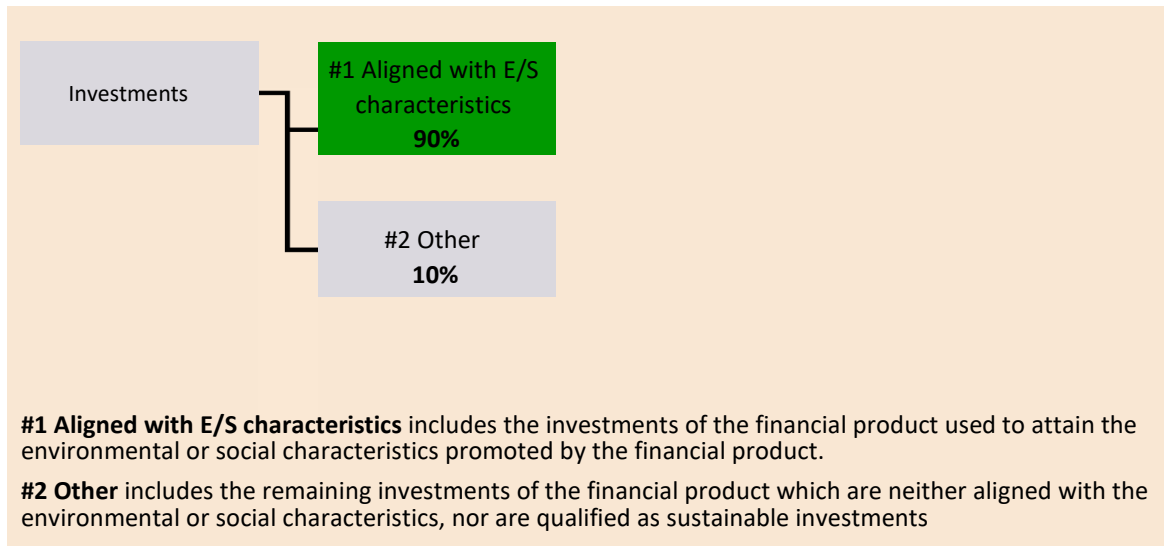 Investments
#1 Aligned with E/S
characteristics
90%
#2 Other
10%
#1 Aligned with E/S characteristics includes the investments of the financial product used to attain the
environmental or social characteristics promoted by the financial product.
#2 Other includes the remaining investments of the financial product which are neither aligned with the
environmental or social characteristics, nor are qualified as sustainable investments